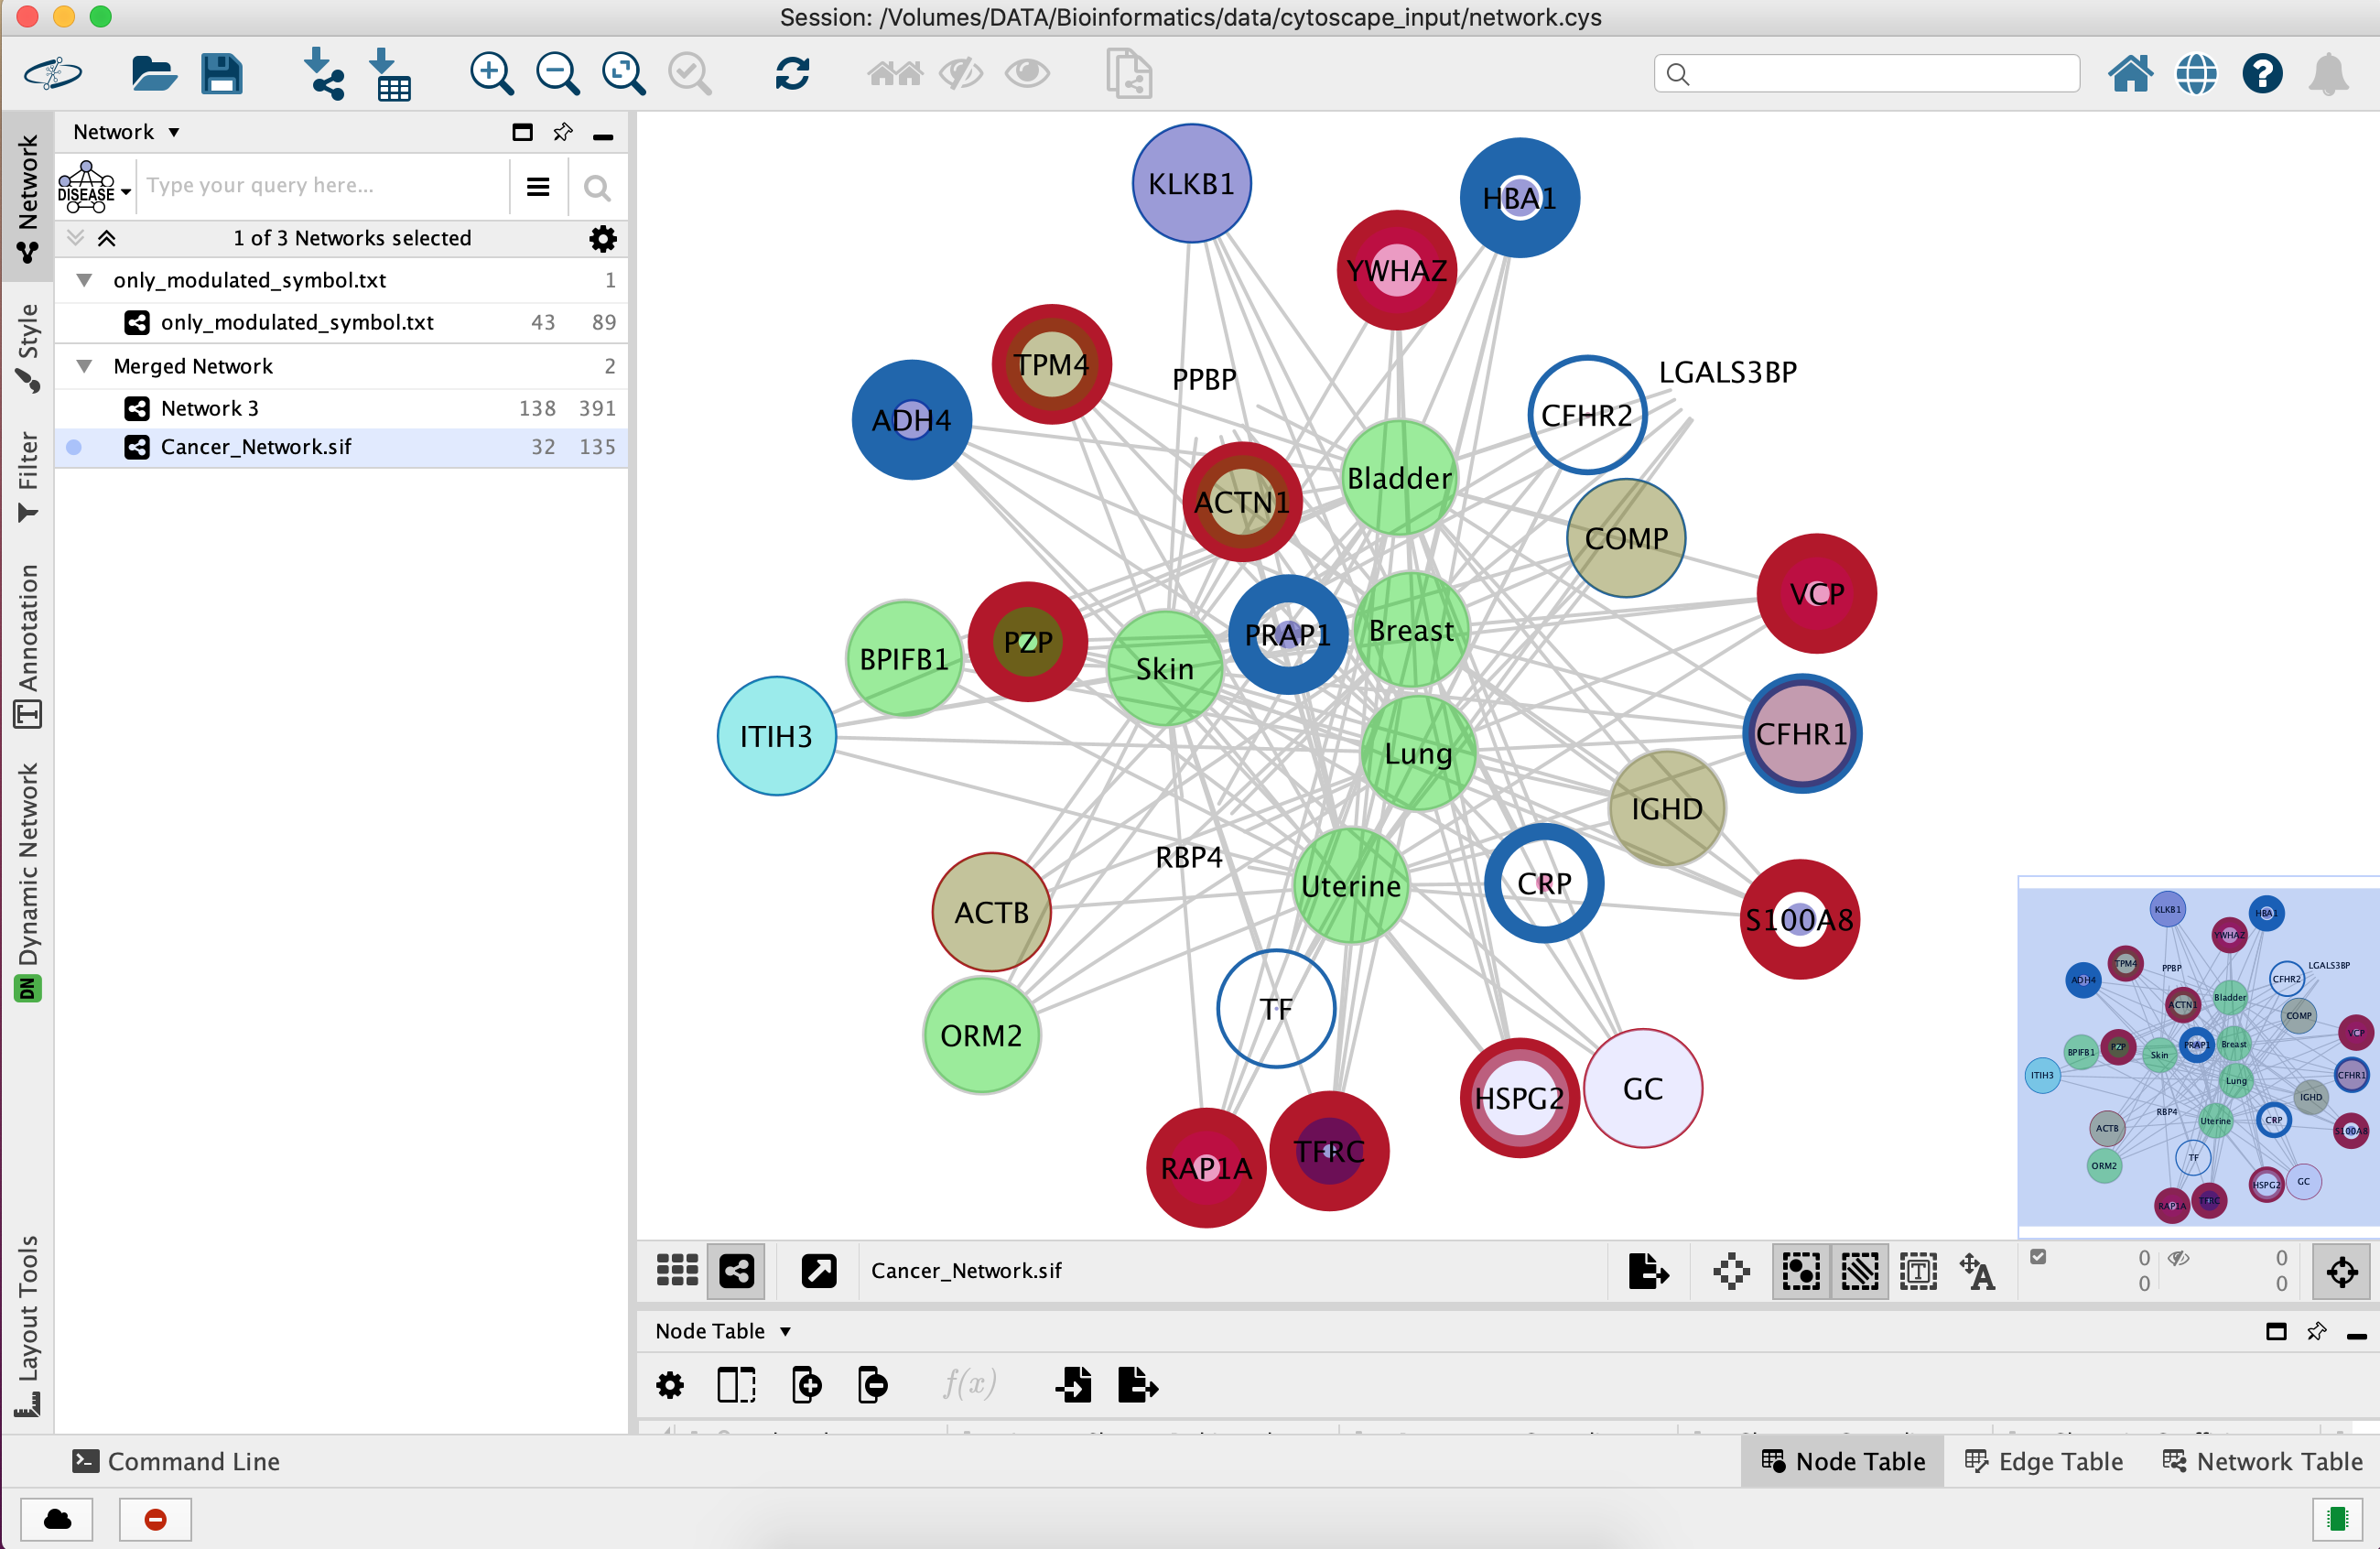 Session: /Volumes/DATA/Bioinformatics/data/cytoscape_input/network.cys
Network
DISEASE
Type your query here...
1 of 3 Networks selected
only_modulated_symbol.txt 1
only_modulated_symbol.txt 43 89
Merged Network 2
Network 3 138 391
Cancer_Network.sif 32 135
Network
Style
Filter
Annotation
Dynamic Network
DN
Layout Tools
KLKB1
HBA1
YWHAZ
TPM4
PPBP
LGALS3BP
ADH4
CFHR2
Bladder
ACTN1
COMP
VCP
PRAP1
Breast
PZP
BPIFB1
Skin
ITIH3
CFHR1
Lung
IGHD
RBP4
Uterine
CRP
ACTB
S100A8
TF
ORM2
HSPG2
GC
RAP1A
TFRC
KLKB1
HBA1
YWHAZ
TPM4
PPBP
LGALS3BP
ADH4
CFHR2
Bladder
ACTN1
COMP
VCP
PRAP1
Breast
PZP
BPIFB1
Skin
ITIH3
CFHR1
Lung
IGHD
RBP4
Uterine
CRP
ACTB
S100A8
TF
ORM2
HSPG2
GC
RAP1A
TFRC
Cancer_Network.sif
T
A
0 0
0 0
Node Table
f(x)
Command Line
Node Table
Edge Table
Network Table